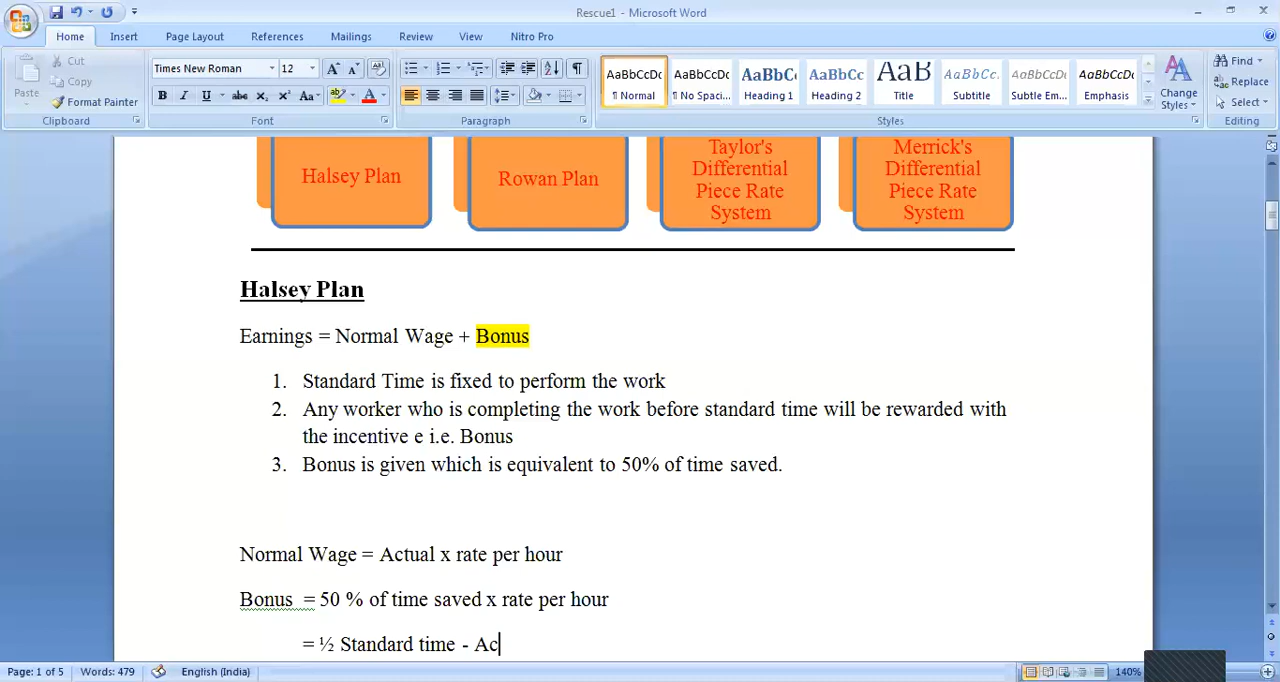 Rescue1 - Microsoft Word
Home Insert Page Layout References Mailings Review View Nitro Pro
Paste
Cut
Copy
Format Painter
Clipboard
Times New Roman 12
Font
Paragraph
AaBbCcDc AaBbCcDc AaBbC AaBbCc AaB AaBbCc. AaBbCcDc AaBbCcDc
¶ Normal ¶ No Spaci... Heading 1 Heading 2 Title Subtitle Subtle Em... Emphasis
Change Styles
Styles
Find
Replace
Select
Editing
Halsey Plan
Rowan Plan
Taylor's
Differential
Piece Rate
System
Merrick's
Differential
Piece Rate
System
Halsey Plan
Earnings = Normal Wage + Bonus
1. Standard Time is fixed to perform the work
2. Any worker who is completing the work before standard time will be rewarded with
the incentive e i.e. Bonus
3. Bonus is given which is equivalent to 50% of time saved.
Normal Wage = Actual x rate per hour
Bonus = 50 % of time saved x rate per hour
= ½ Standard time - Ac
Page: 1 of 5 Words: 479 English (India) 140%